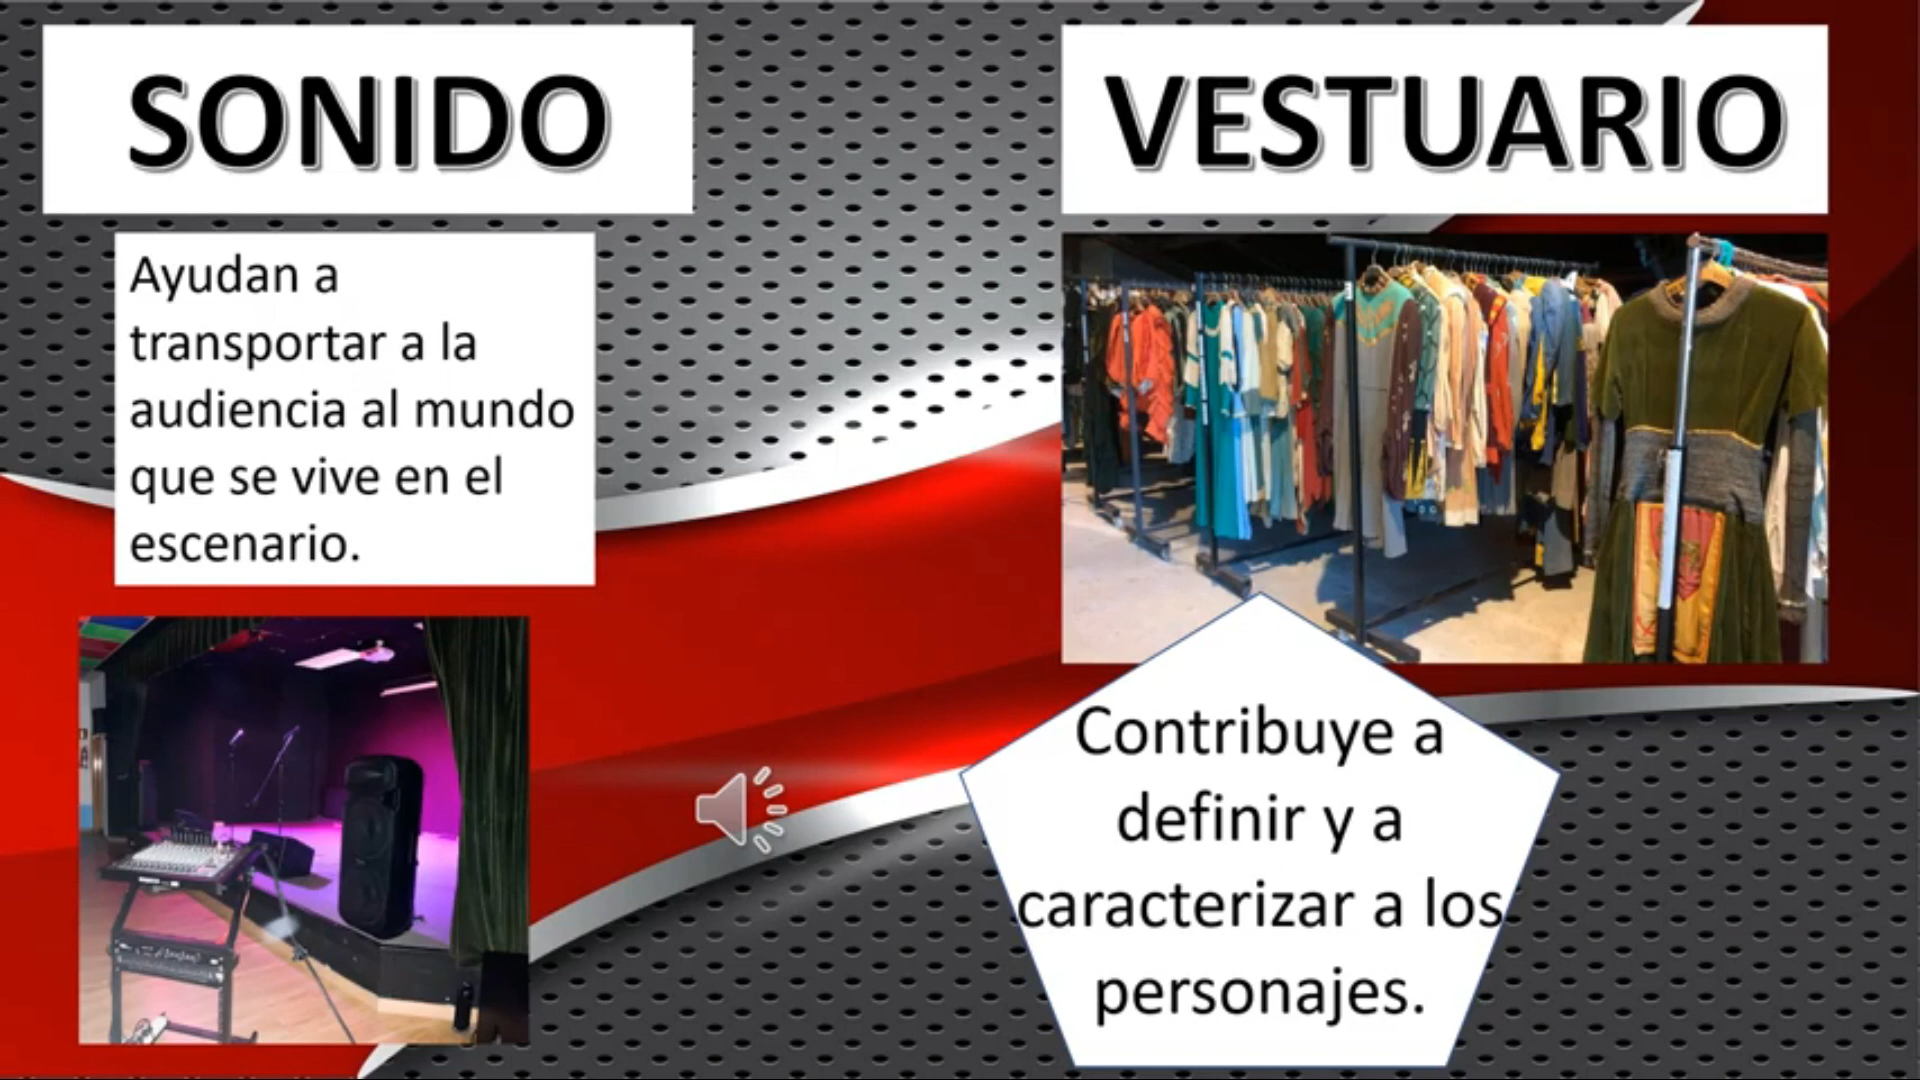 SONIDO
Ayudan a
transportar a la
audiencia al mundo
que se vive en el
escenario.
VESTUARIO
Contribuye a
definir y a
caracterizar a los
personajes.